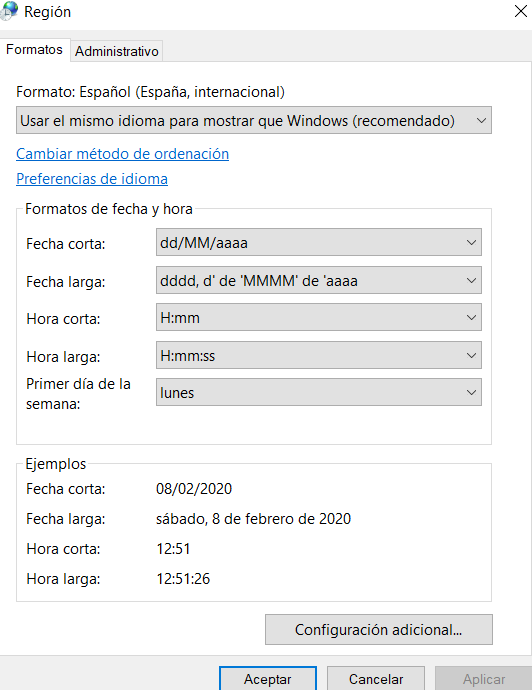 Región
Formatos
Administrativo
Formato: Español (España, internacional)
Usar el mismo idioma para mostrar que Windows (recomendado)
Cambiar método de ordenación
Preferencias de idioma
Formatos de fecha y hora
Fecha corta: dd/MM/aaaa
Fecha larga: dddd, d' de 'MMMM' de 'aaaa
Hora corta: H:mm
Hora larga: H:mm:ss
Primer día de la
semana: lunes
Ejemplos
Fecha corta: 08/02/2020
Fecha larga: sábado, 8 de febrero de 2020
Hora corta: 12:51
Hora larga: 12:51:26
Configuración adicional...
Aceptar Cancelar Aplicar